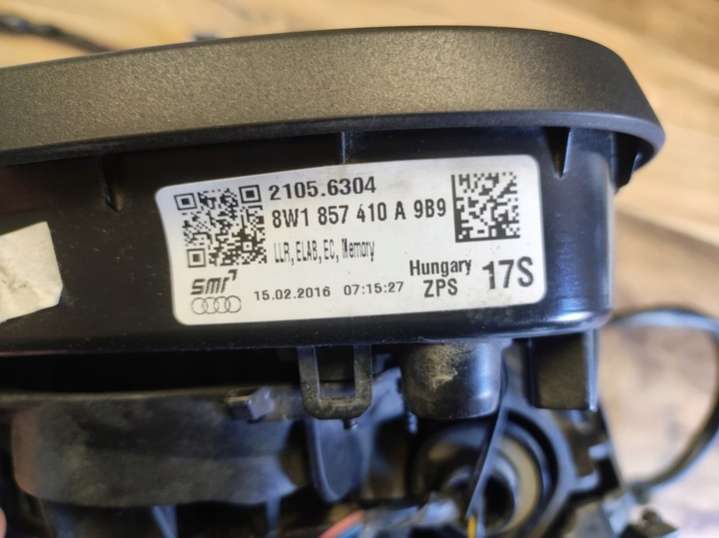 2105.6304
8W1 857 410 A 9B9
LLR, ELAB, EC, Memory
smr
Hungary
ZPS 17S
15.02.2016 07:15:27